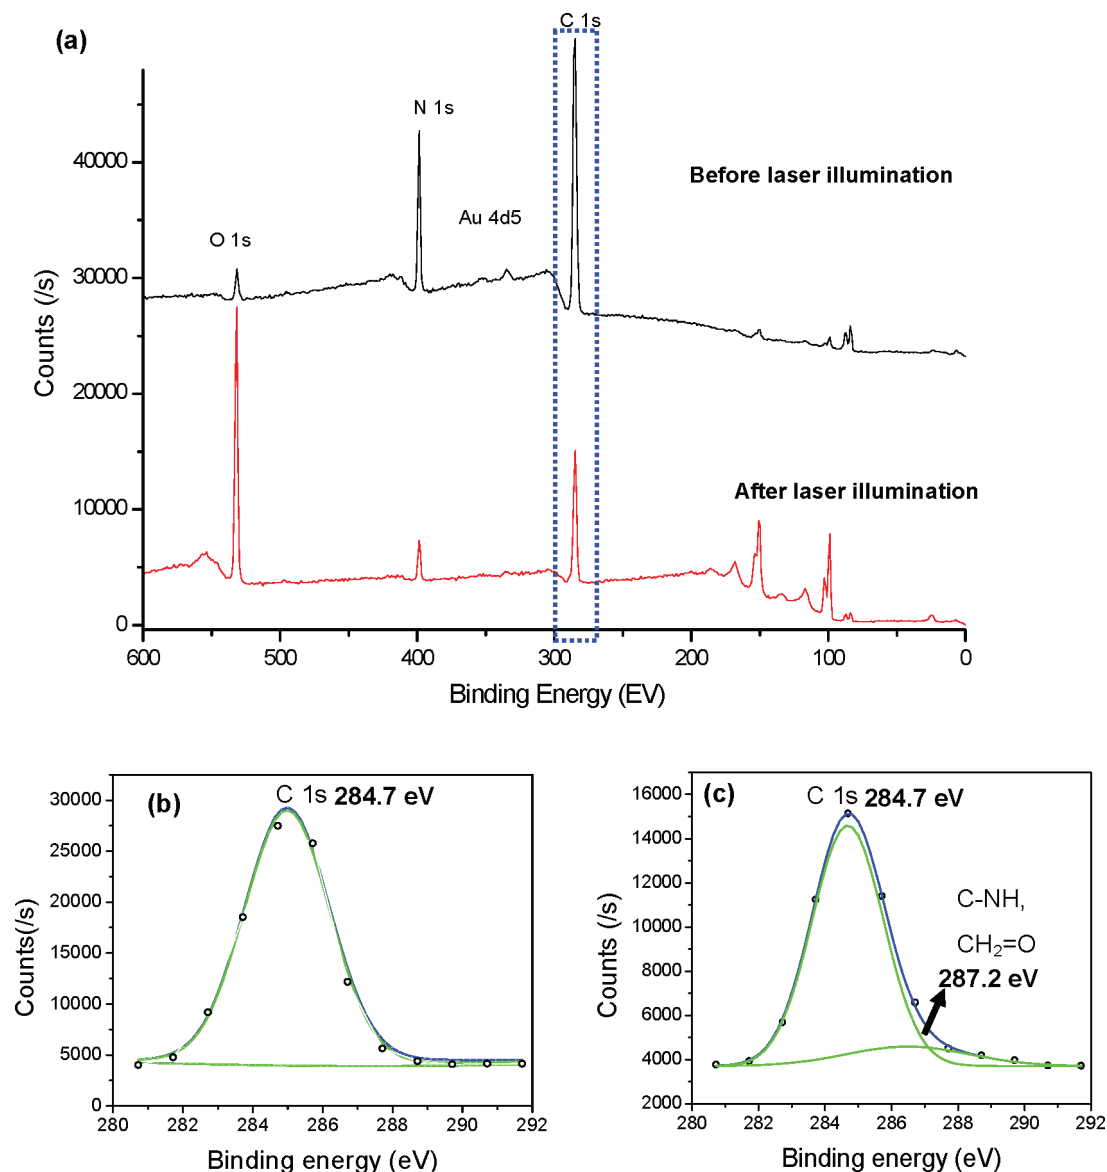 (a)
C 1s
N 1s
Before laser illumination
Au 4d5
O 1s
After laser illumination
Counts (/s)
40000
30000
20000
10000
0
600 500 400 300 200 100 0
Binding Energy (EV)
(b)
C 1s 284.7 eV
Counts(/s)
30000
25000
20000
15000
10000
5000
0
280 282 284 286 288 290 292
Binding energy (eV)
(c)
C 1s 284.7 eV
C-NH,
CH₂=O
287.2 eV
Counts (/s)
16000
14000
12000
10000
8000
6000
4000
2000
280 282 284 286 288 290 292
Binding energy (eV)